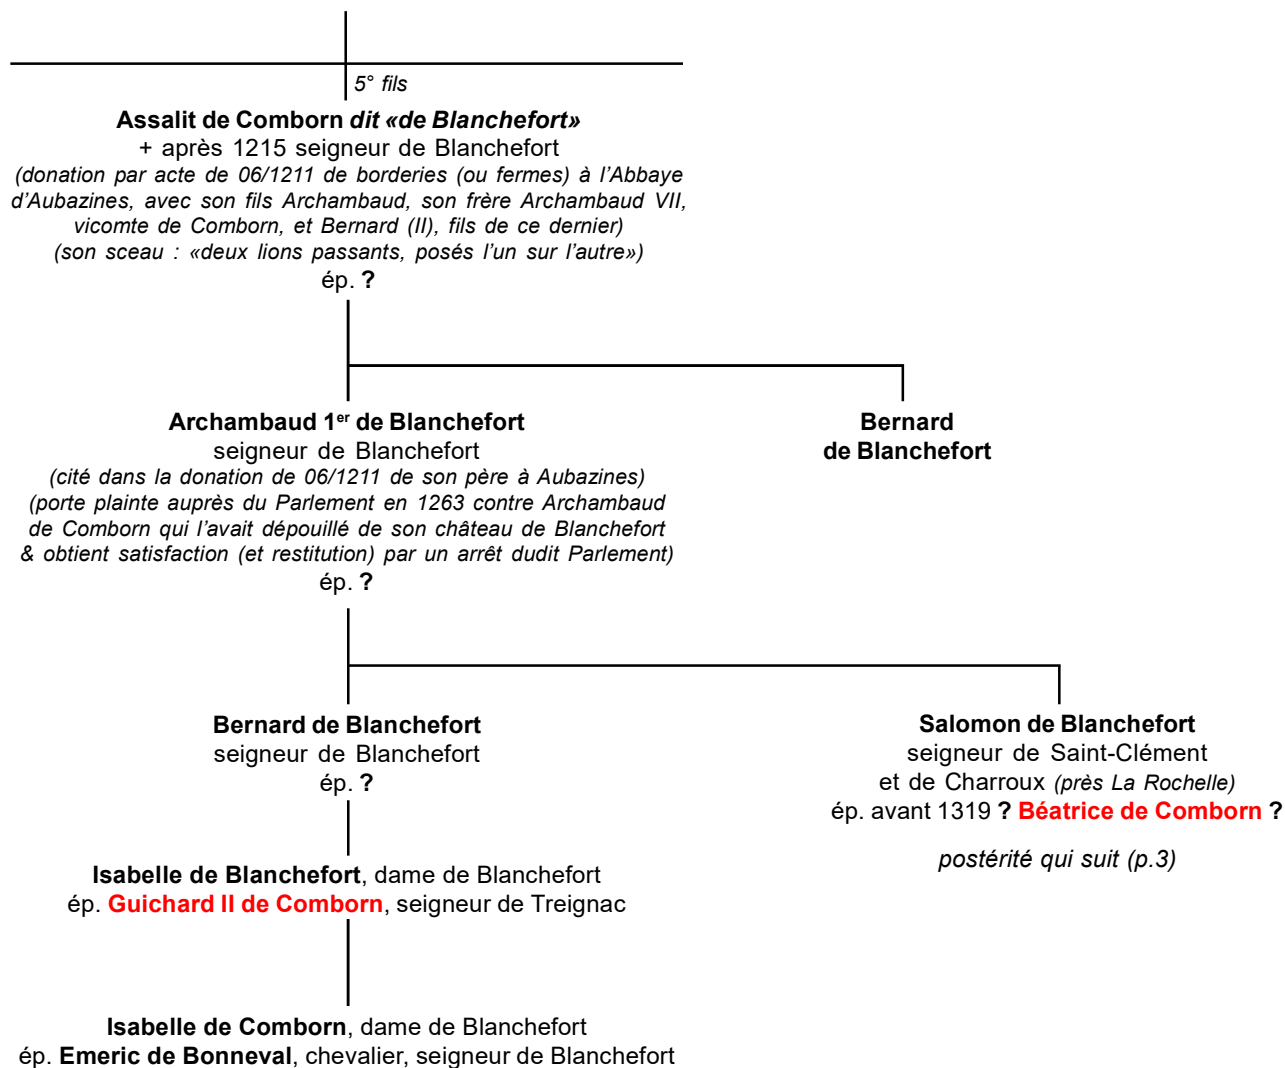 5° fils
Assalit de Comborn dit «de Blanchefort»
+ après 1215 seigneur de Blanchefort
(donation par acte de 06/1211 de borderies (ou fermes) à l'Abbaye
d'Aubazines, avec son fils Archambaud, son frère Archambaud VII,
vicomte de Comborn, et Bernard (II), fils de ce dernier)
(son sceau : «deux lions passants, posés l'un sur l'autre»)
ép. ?
Archambaud 1er de Blanchefort
seigneur de Blanchefort
(cité dans la donation de 06/1211 de son père à Aubazines)
(porte plainte auprès du Parlement en 1263 contre Archambaud
de Comborn qui l'avait dépouillé de son château de Blanchefort
& obtient satisfaction (et restitution) par un arrêt dudit Parlement)
ép. ?
Bernard
de Blanchefort
Bernard de Blanchefort
seigneur de Blanchefort
ép. ?
Salomon de Blanchefort
seigneur de Saint-Clément
et de Charroux (près La Rochelle)
ép. avant 1319 ? Béatrice de Comborn ?
postérité qui suit (p.3)
Isabelle de Blanchefort, dame de Blanchefort
ép. Guichard II de Comborn, seigneur de Treignac
Isabelle de Comborn, dame de Blanchefort
ép. Emeric de Bonneval, chevalier, seigneur de Blanchefort